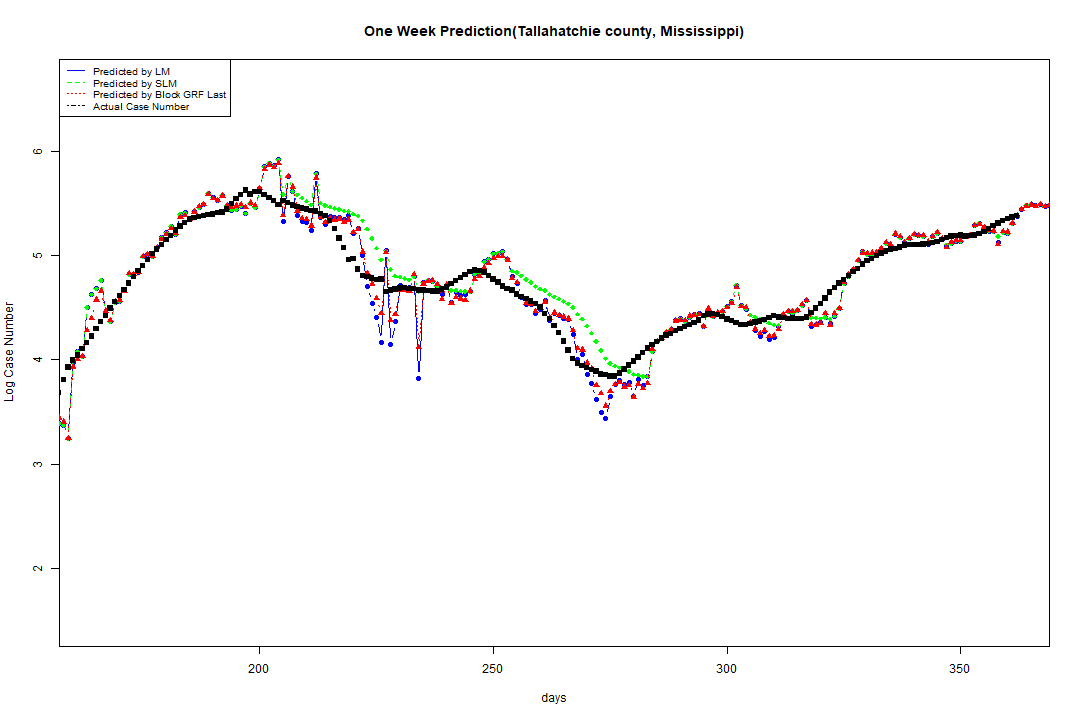 One Week Prediction(Tallahatchie county, Mississippi)
Predicted by LM
Predicted by SLM
Predicted by Block GRF Last
Actual Case Number
6
5
4
3
2
Log Case Number
200 250 300 350
days